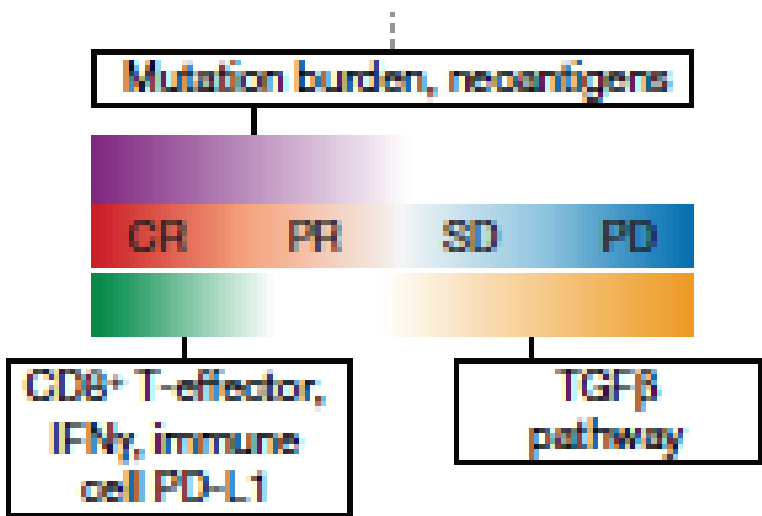 Mutation burden, neoantigens
CR PR SD PD
CD8⁺ T-effector,
IFNγ, immune
cell PD-L1
TGFβ
pathway